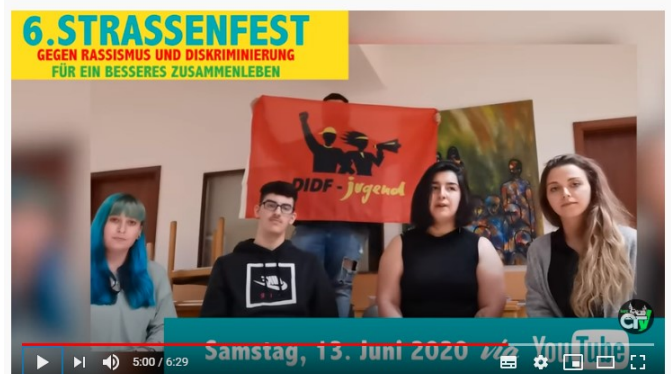 6.STRASSENFEST
GEGEN RASSISMUS UND DISKRIMINIERUNG
FÜR EIN BESSERES ZUSAMMENLEBEN
DIDF-jugend
Samstag, 13. Juni 2020 via YouTube
5:00 / 6:29